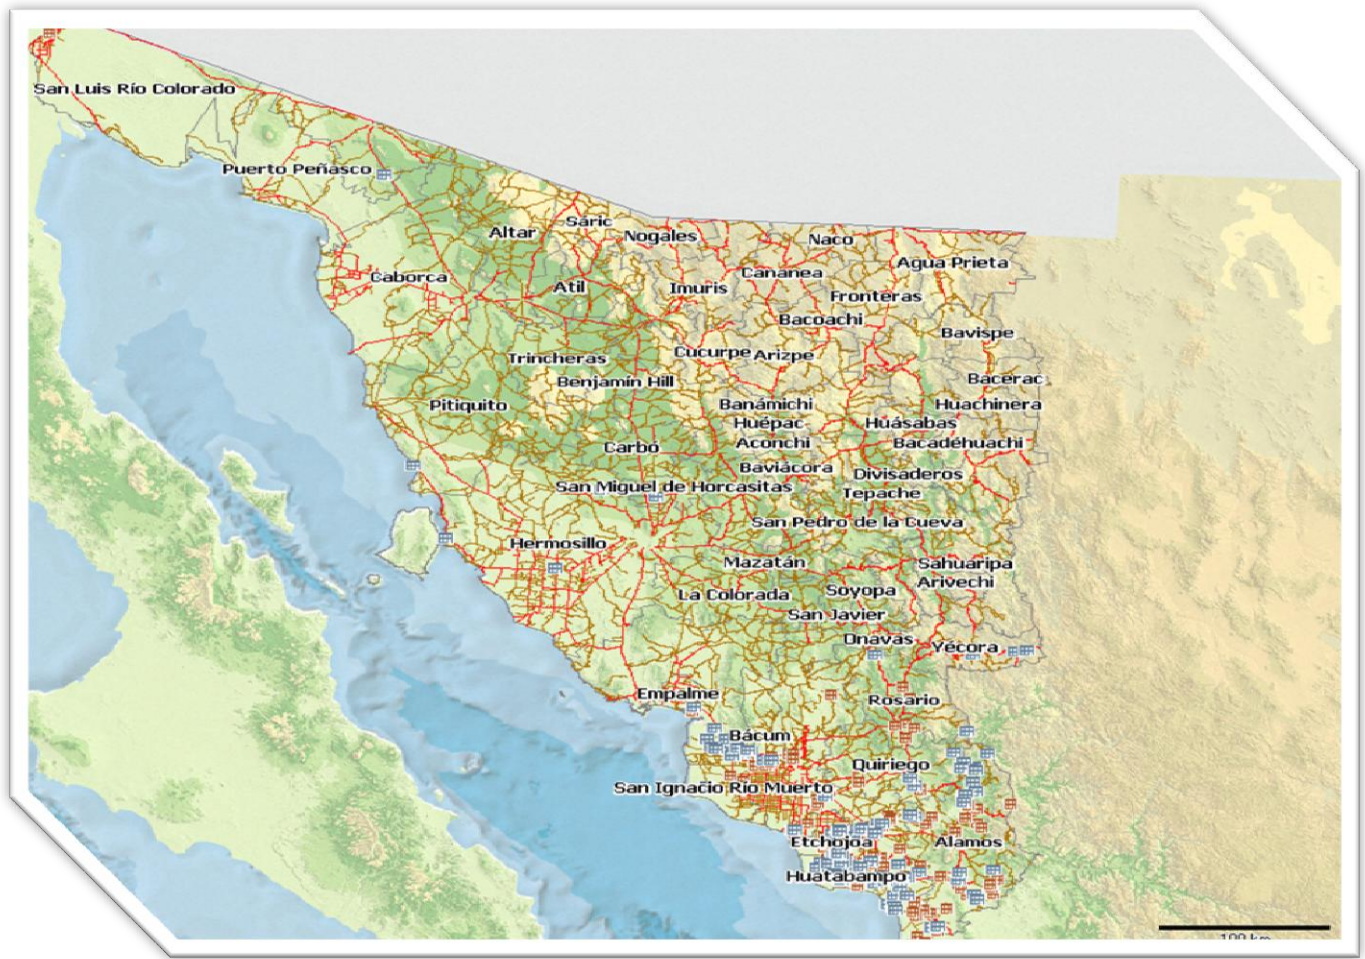 San Luis Río Colorado
Puerto Peñasco
Sáric
Altar
Nogales
Naco
Agua Prieta
Caborca
Cananea
Atil
Imuris
Fronteras
Bacoachi
Bavispe
Cucurpe
Arizpe
Trincheras
Benjamín Hill
Bacerac
Pitiquito
Banámichi
Huachinera
Huépac
Huásabas
Carbó
Aconchi
Bacadéhuachi
Baviácora
Divisaderos
San Miguel de Horcasitas
Tepache
San Pedro de la Cueva
Hermosillo
Mazatán
Sahuaripa
Arivechi
La Colorada
Soyopa
San Javier
Onavas
Yécora
Empalme
Rosario
Bácum
Quiriego
San Ignacio Río Muerto
Etchojoa
Alamos
Huatabampo
100 km